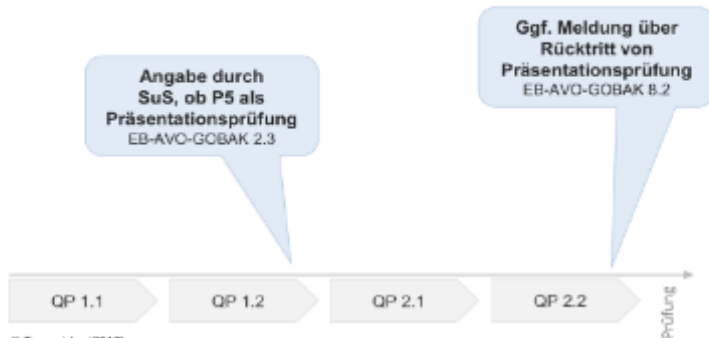 Ggf. Meldung über
Rücktritt von
Präsentationsprüfung
EB-AVO-GOBAK 8.2
Angabe durch
SuS, ob P5 als
Präsentationsprüfung
EB-AVO-GOBAK 2.3
QP 1.1
QP 1.2
QP 2.1
QP 2.2
Prüfung